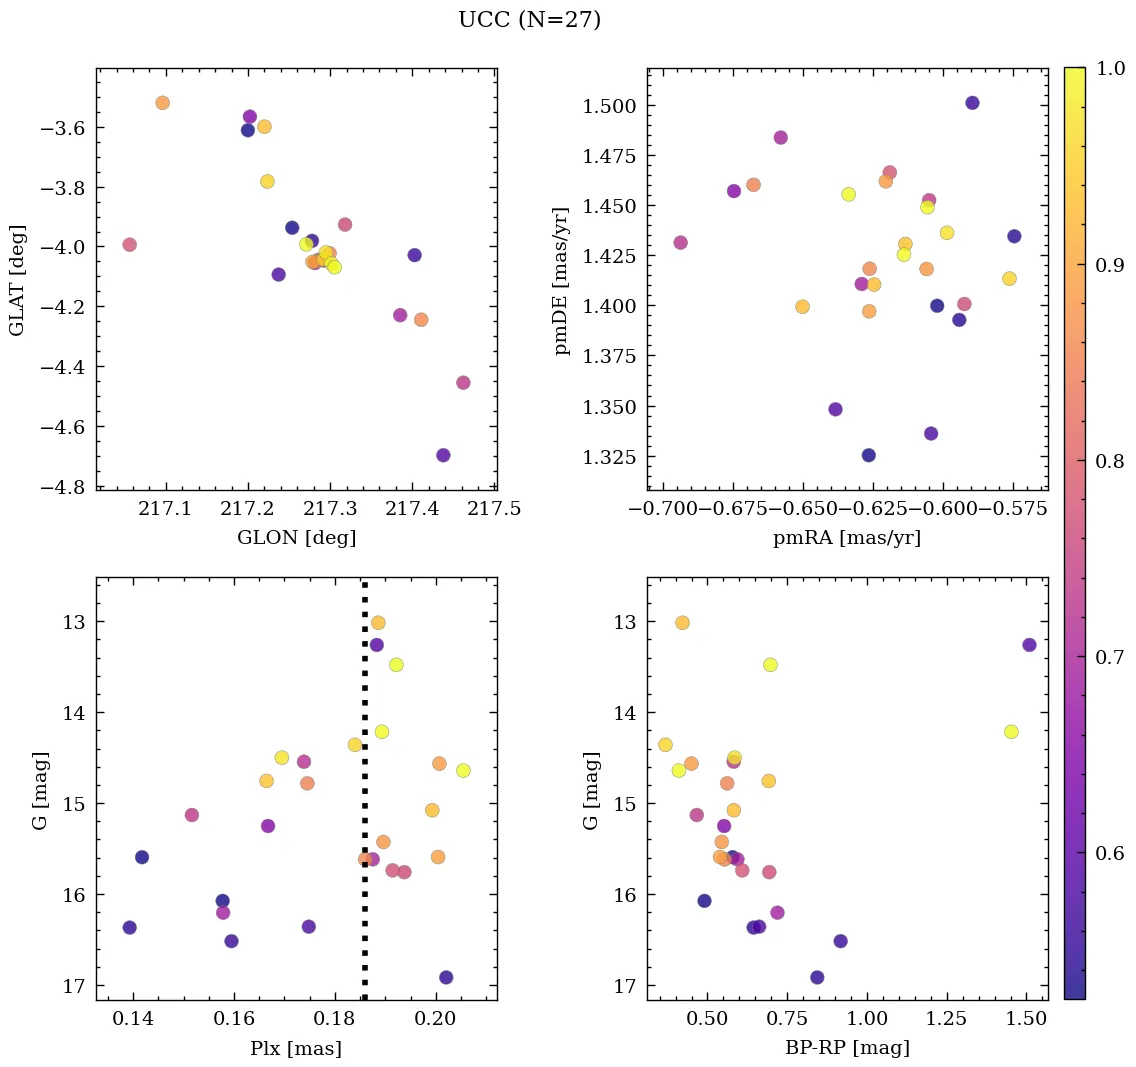 UCC (N=27)
−3.6
−3.8
−4.0
−4.2
−4.4
−4.6
−4.8
GLAT [deg]
217.1 217.2 217.3 217.4 217.5
GLON [deg]
1.500
1.475
1.450
1.425
1.400
1.375
1.350
1.325
pmDE [mas/yr]
−0.700 −0.675 −0.650 −0.625 −0.600 −0.575
pmRA [mas/yr]
13
14
15
16
17
G [mag]
0.14 0.16 0.18 0.20
Plx [mas]
13
14
15
16
17
G [mag]
0.50 0.75 1.00 1.25 1.50
BP-RP [mag]
1.0
0.9
0.8
0.7
0.6